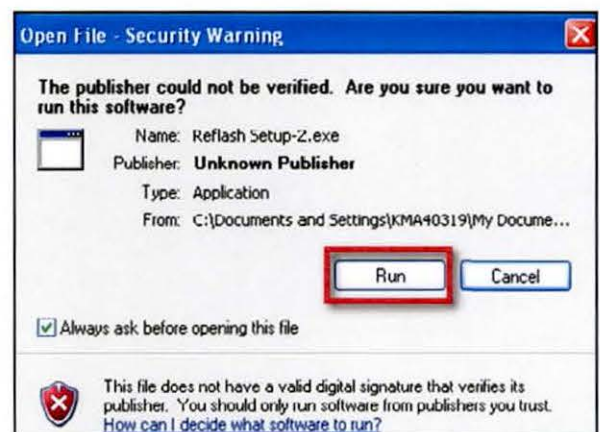 Open File - Security Warning
The publisher could not be verified. Are you sure you want to
run this software?
Name: Reflash Setup-2.exe
Publisher: Unknown Publisher
Type: Application
From: C:\Documents and Settings\KMA40319\My Docume...
Run Cancel
Always ask before opening this file
This file does not have a valid digital signature that verifies its
publisher. You should only run software from publishers you trust.
How can I decide what software to run?